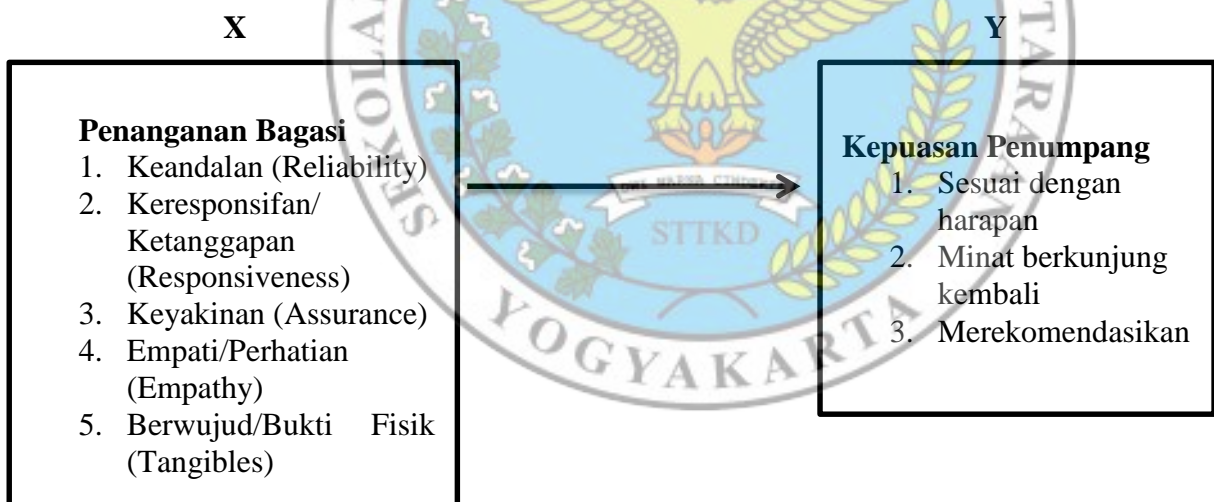 X
Penanganan Bagasi
1. Keandalan (Reliability)
2. Keresponsifan/
Ketanggapan
(Responsiveness)
3. Keyakinan (Assurance)
4. Empati/Perhatian
(Empathy)
5. Berwujud/Bukti Fisik
(Tangibles)
Y
Kepuasan Penumpang
1. Sesuai dengan
harapan
2. Minat berkunjung
kembali
3. Merekomendasikan
STTKD
YOGYAKARTA